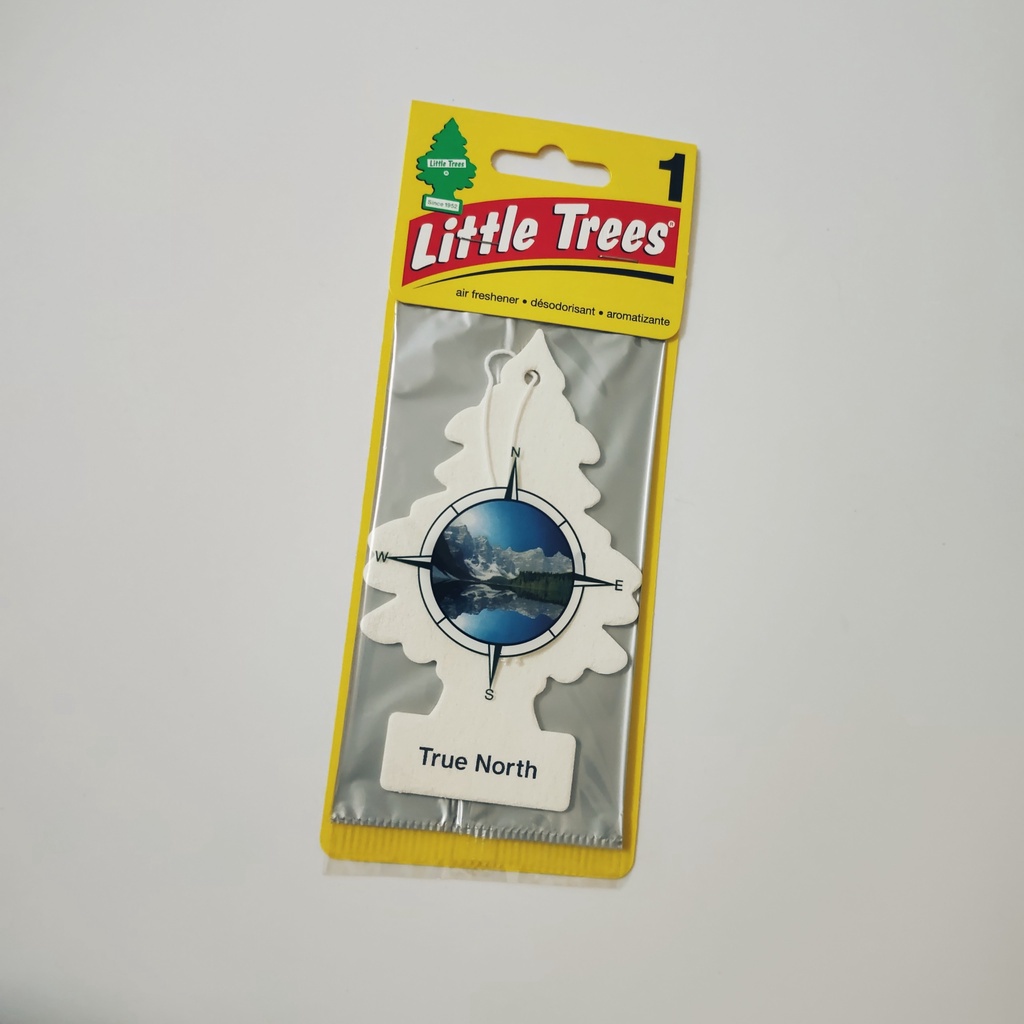 1
Little Trees
Since 1952
Little Trees®
air freshener • désodorisant • aromatizante
N
W
E
S
True North